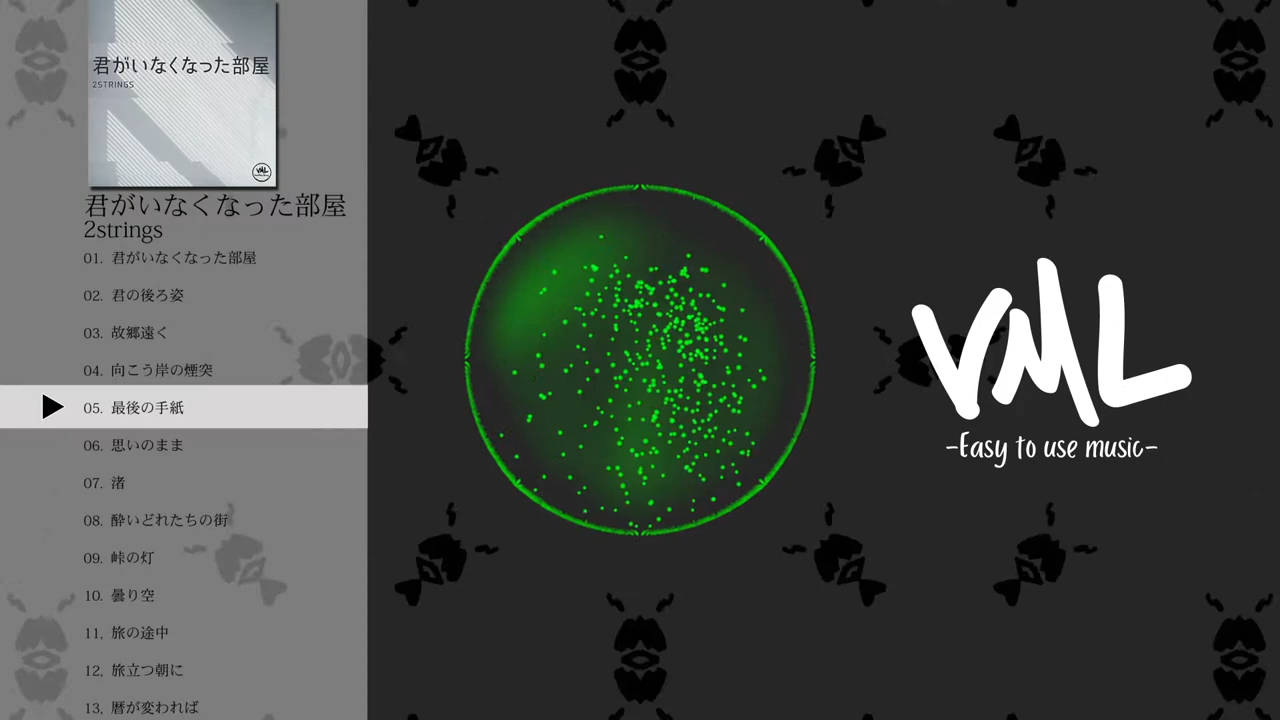 君がいなくなった部屋
2STRINGS
VML
君がいなくなった部屋
2strings
01. 君がいなくなった部屋
02. 君の後ろ姿
03. 故郷遠く
04. 向こう岸の煙突
05. 最後の手紙
06. 思いのまま
07. 渚
08. 酔いどれたちの街
09. 峠の灯
10. 曇り空
11, 旅の途中
12, 旅立つ朝に
13, 暦が変われば
VML
-Easy to use music-